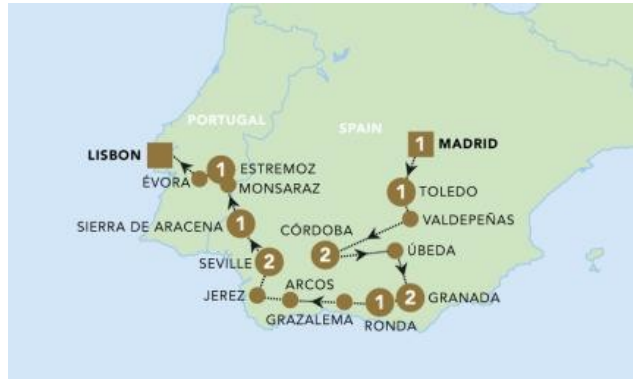 PORTUGAL
SPAIN
1
MADRID
LISBON
1
ESTREMOZ
ÉVORA
MONSARAZ
1
TOLEDO
VALDEPEÑAS
SIERRA DE ARACENA
1
CÓRDOBA
2
ÚBEDA
SEVILLE
2
ARCOS
JEREZ
GRAZALEMA
1
RONDA
2
GRANADA